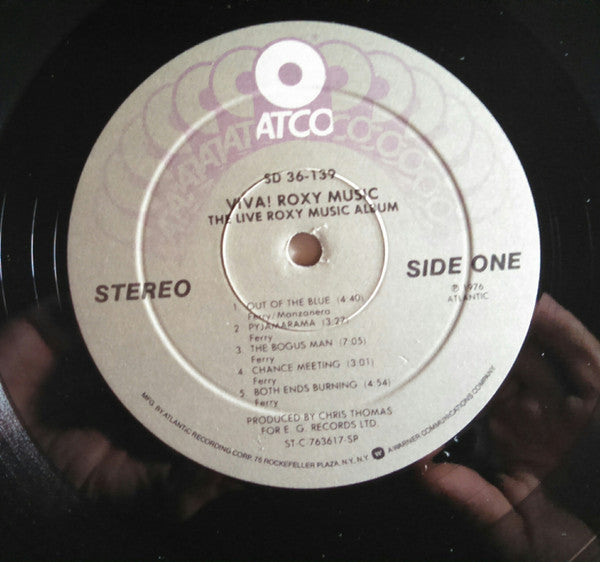 ATCO
SD 36-139
VIVA! ROXY MUSIC
THE LIVE ROXY MUSIC ALBUM
STEREO
SIDE ONE
℗ 1976
ATLANTIC
1. OUT OF THE BLUE (4:40)
Ferry/Manzanera
2 PYJAMARAMA (3:27)
Ferry
3 THE BOGUS MAN (7:05)
Ferry
4 CHANCE MEETING (3:01)
Ferry
5 BOTH ENDS BURNING (4:54)
Ferry
PRODUCED BY CHRIS THOMAS
FOR E. G. RECORDS LTD.
ST-C 763617-SP
MFG. BY ATLANTIC RECORDING CORP. 75 ROCKEFELLER PLAZA, N.Y. N.Y. W A WARNER COMMUNICATIONS COMPANY